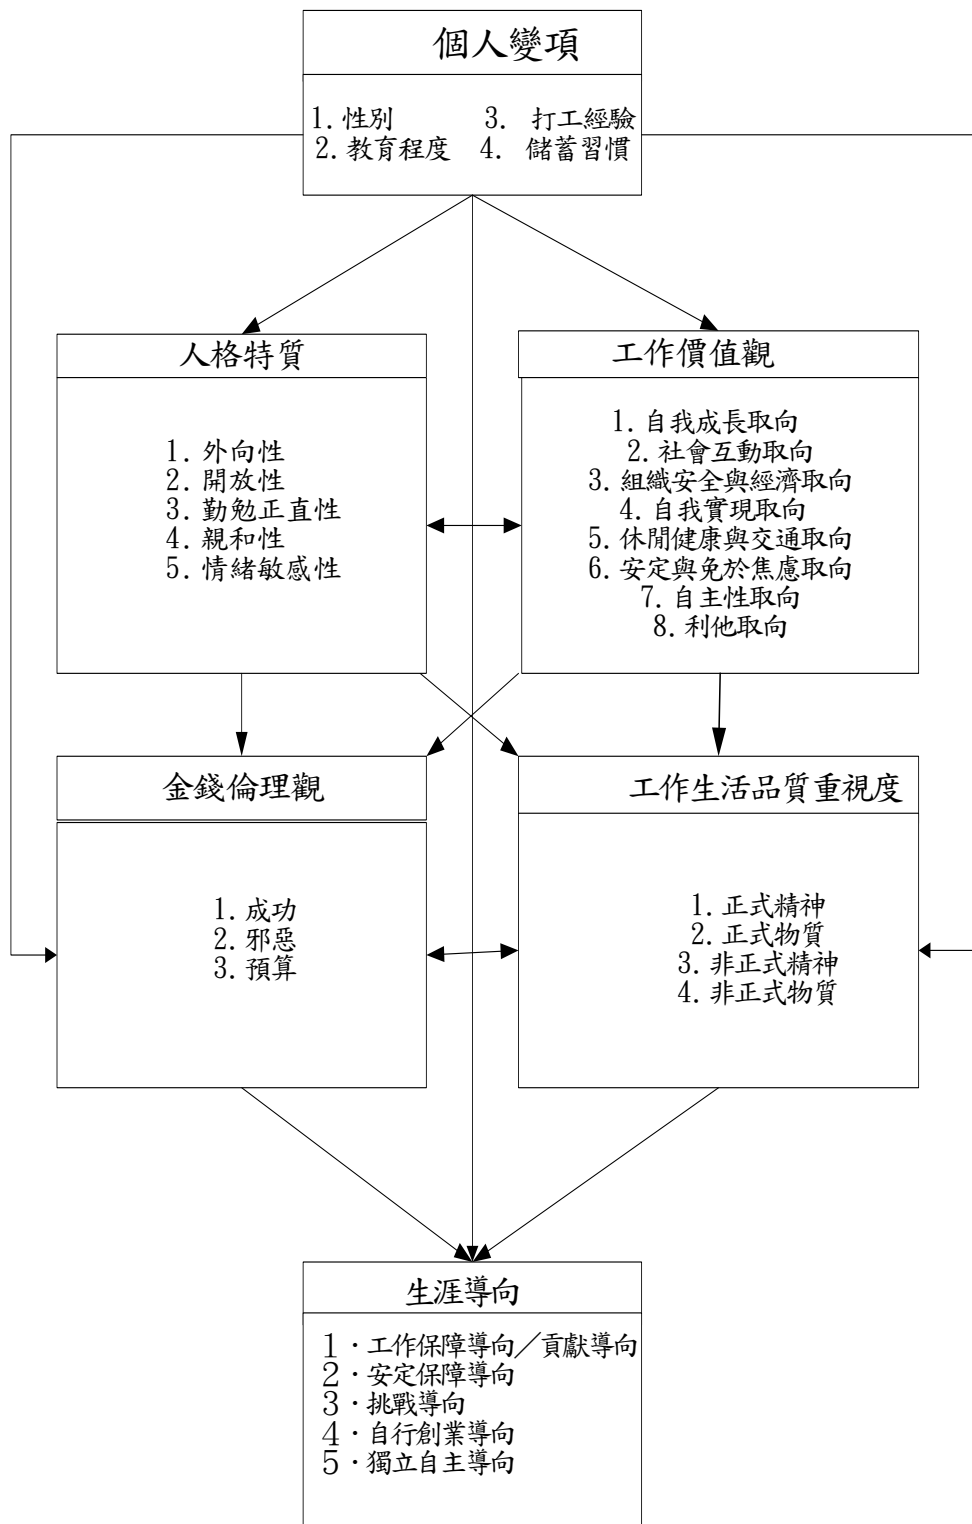 個人變項
1. 性別 3. 打工經驗
2. 教育程度 4. 儲蓄習慣
人格特質
1. 外向性
2. 開放性
3. 勤勉正直性
4. 親和性
5. 情緒敏感性
工作價值觀
1. 自我成長取向
2. 社會互動取向
3. 組織安全與經濟取向
4. 自我實現取向
5. 休閒健康與交通取向
6. 安定與免於焦慮取向
7. 自主性取向
8. 利他取向
金錢倫理觀
1. 成功
2. 邪惡
3. 預算
工作生活品質重視度
1. 正式精神
2. 正式物質
3. 非正式精神
4. 非正式物質
生涯導向
1．工作保障導向／貢獻導向
2．安定保障導向
3．挑戰導向
4．自行創業導向
5．獨立自主導向